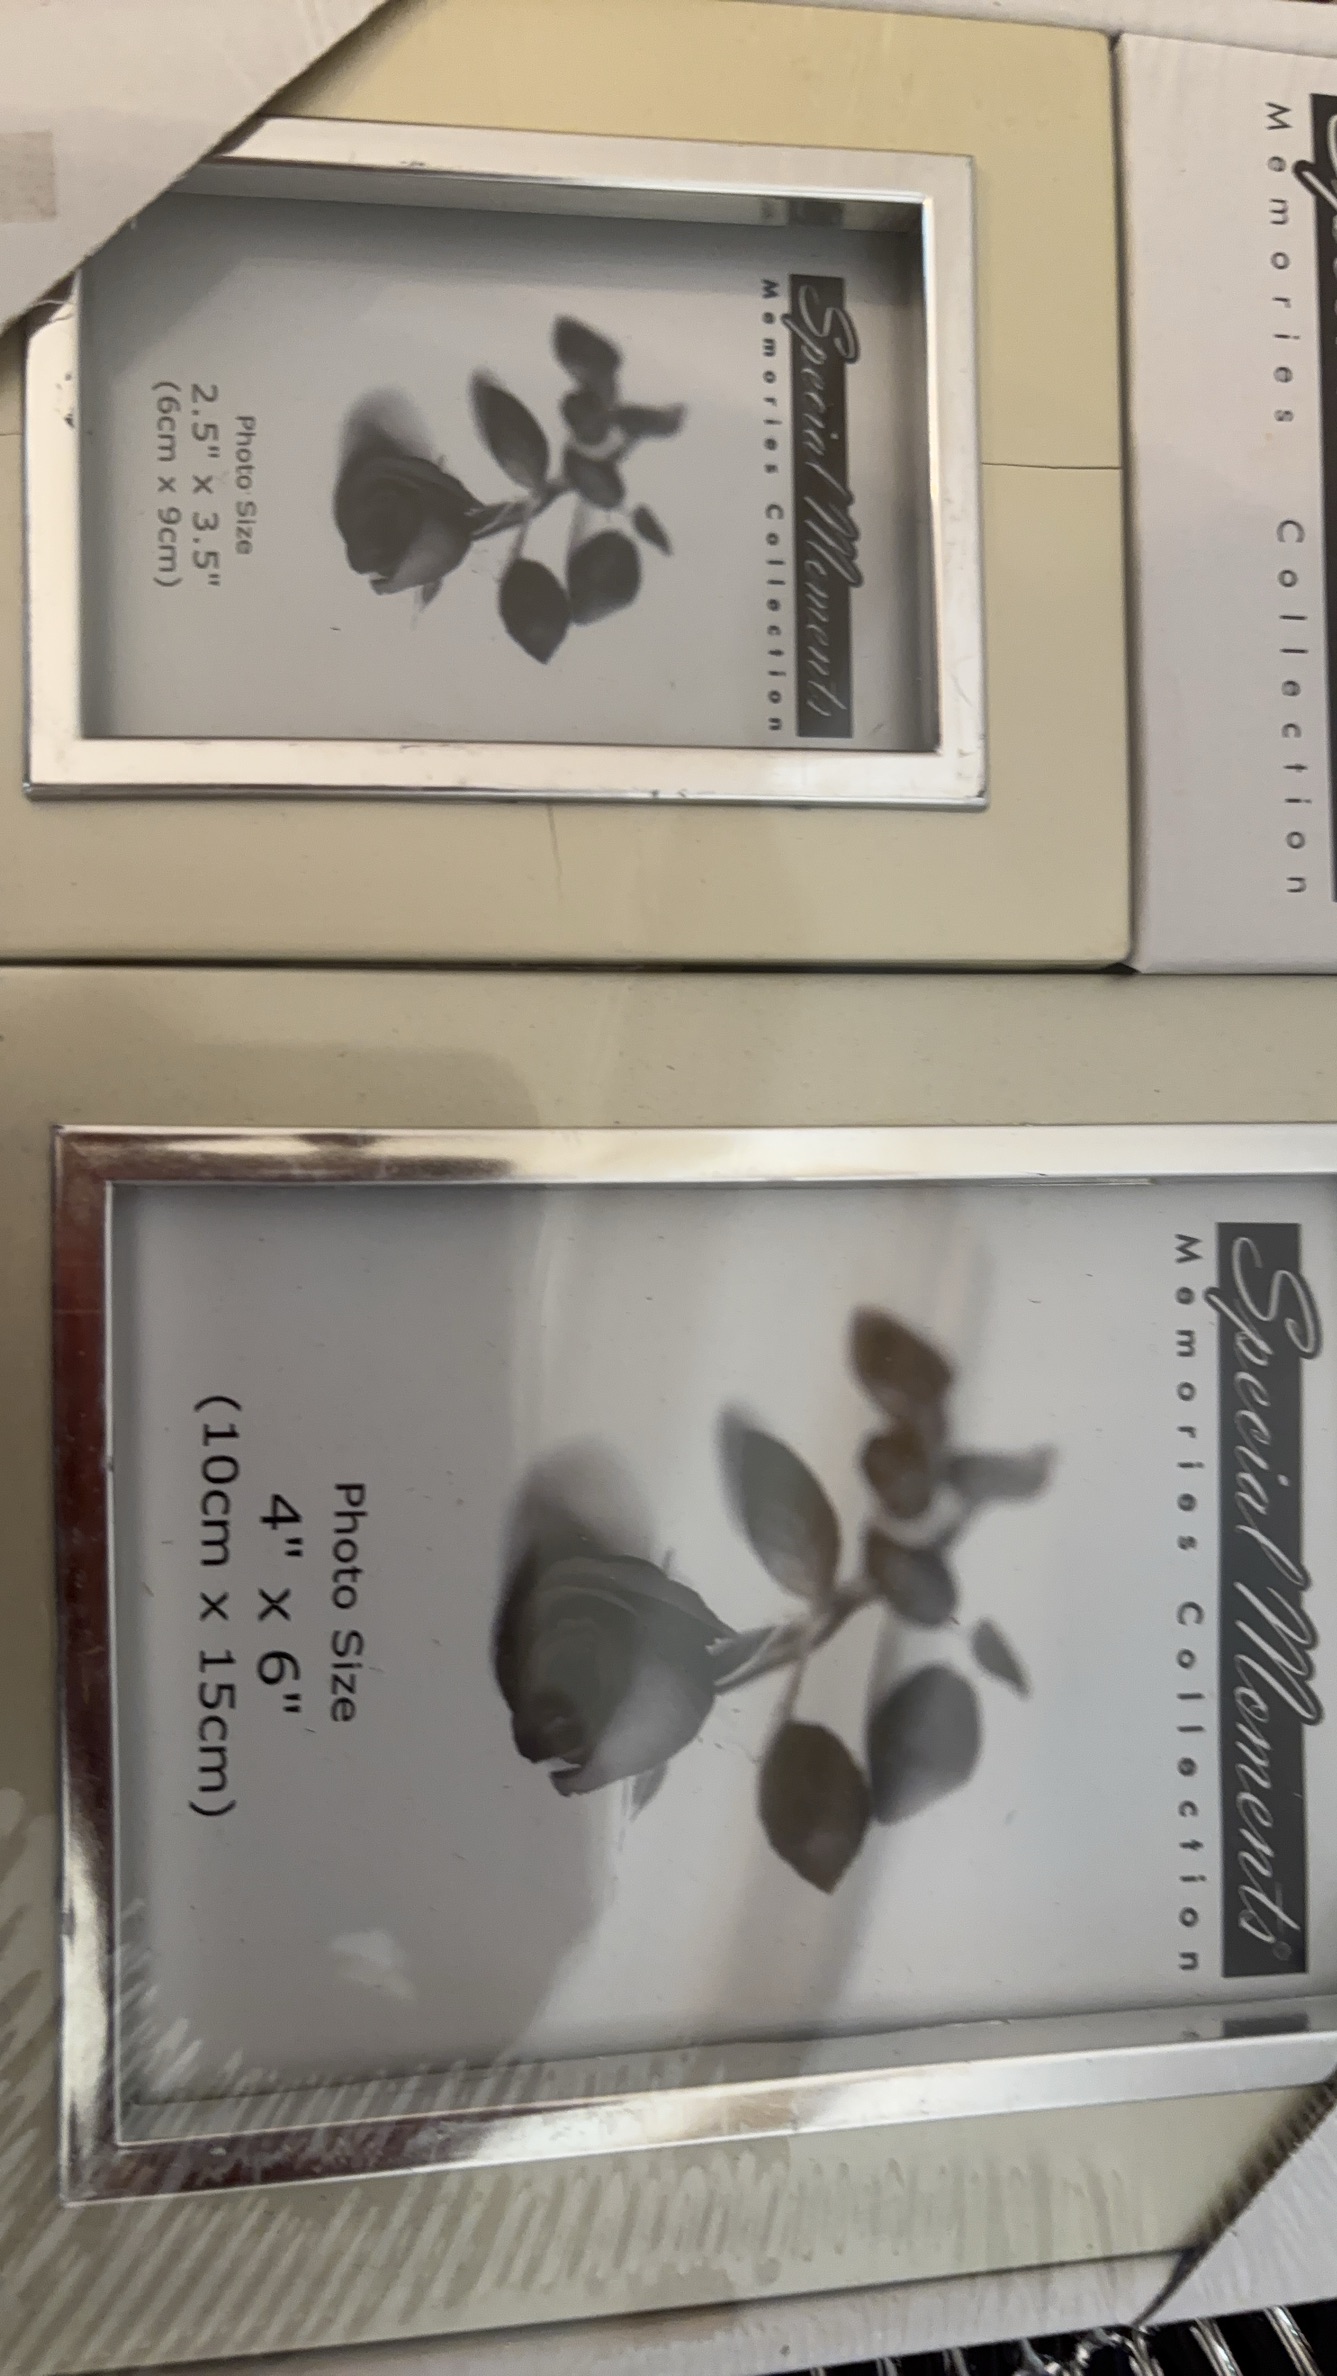 Memories Collection
Special Moments
Memories Collection
Photo Size
2.5" x 3.5"
(6cm x 9cm)
Special Moments®
Memories Collection
Photo Size
4" x 6"
(10cm x 15cm)